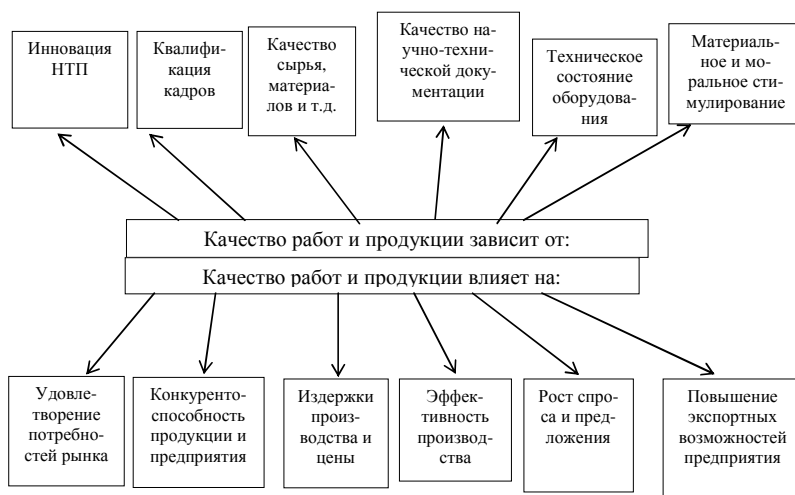 Инновация
НТП
Квалифи-
кация
кадров
Качество
сырья,
материа-
лов и т.д.
Качество на-
учно-техни-
ческой доку-
ментации
Техническое
состояние
оборудова-
ния
Материаль-
ное и мо-
ральное сти-
мулирование
Качество работ и продукции зависит от:
Качество работ и продукции влияет на:
Удовле-
творение
потребно-
стей рынка
Конкуренто-
способность
продукции и
предприятия
Издержки
произ-
водства и
цены
Эффек-
тивность
производ-
ства
Рост спро-
са и пред-
ложения
Повышение
экспортных
возможностей
предприятия